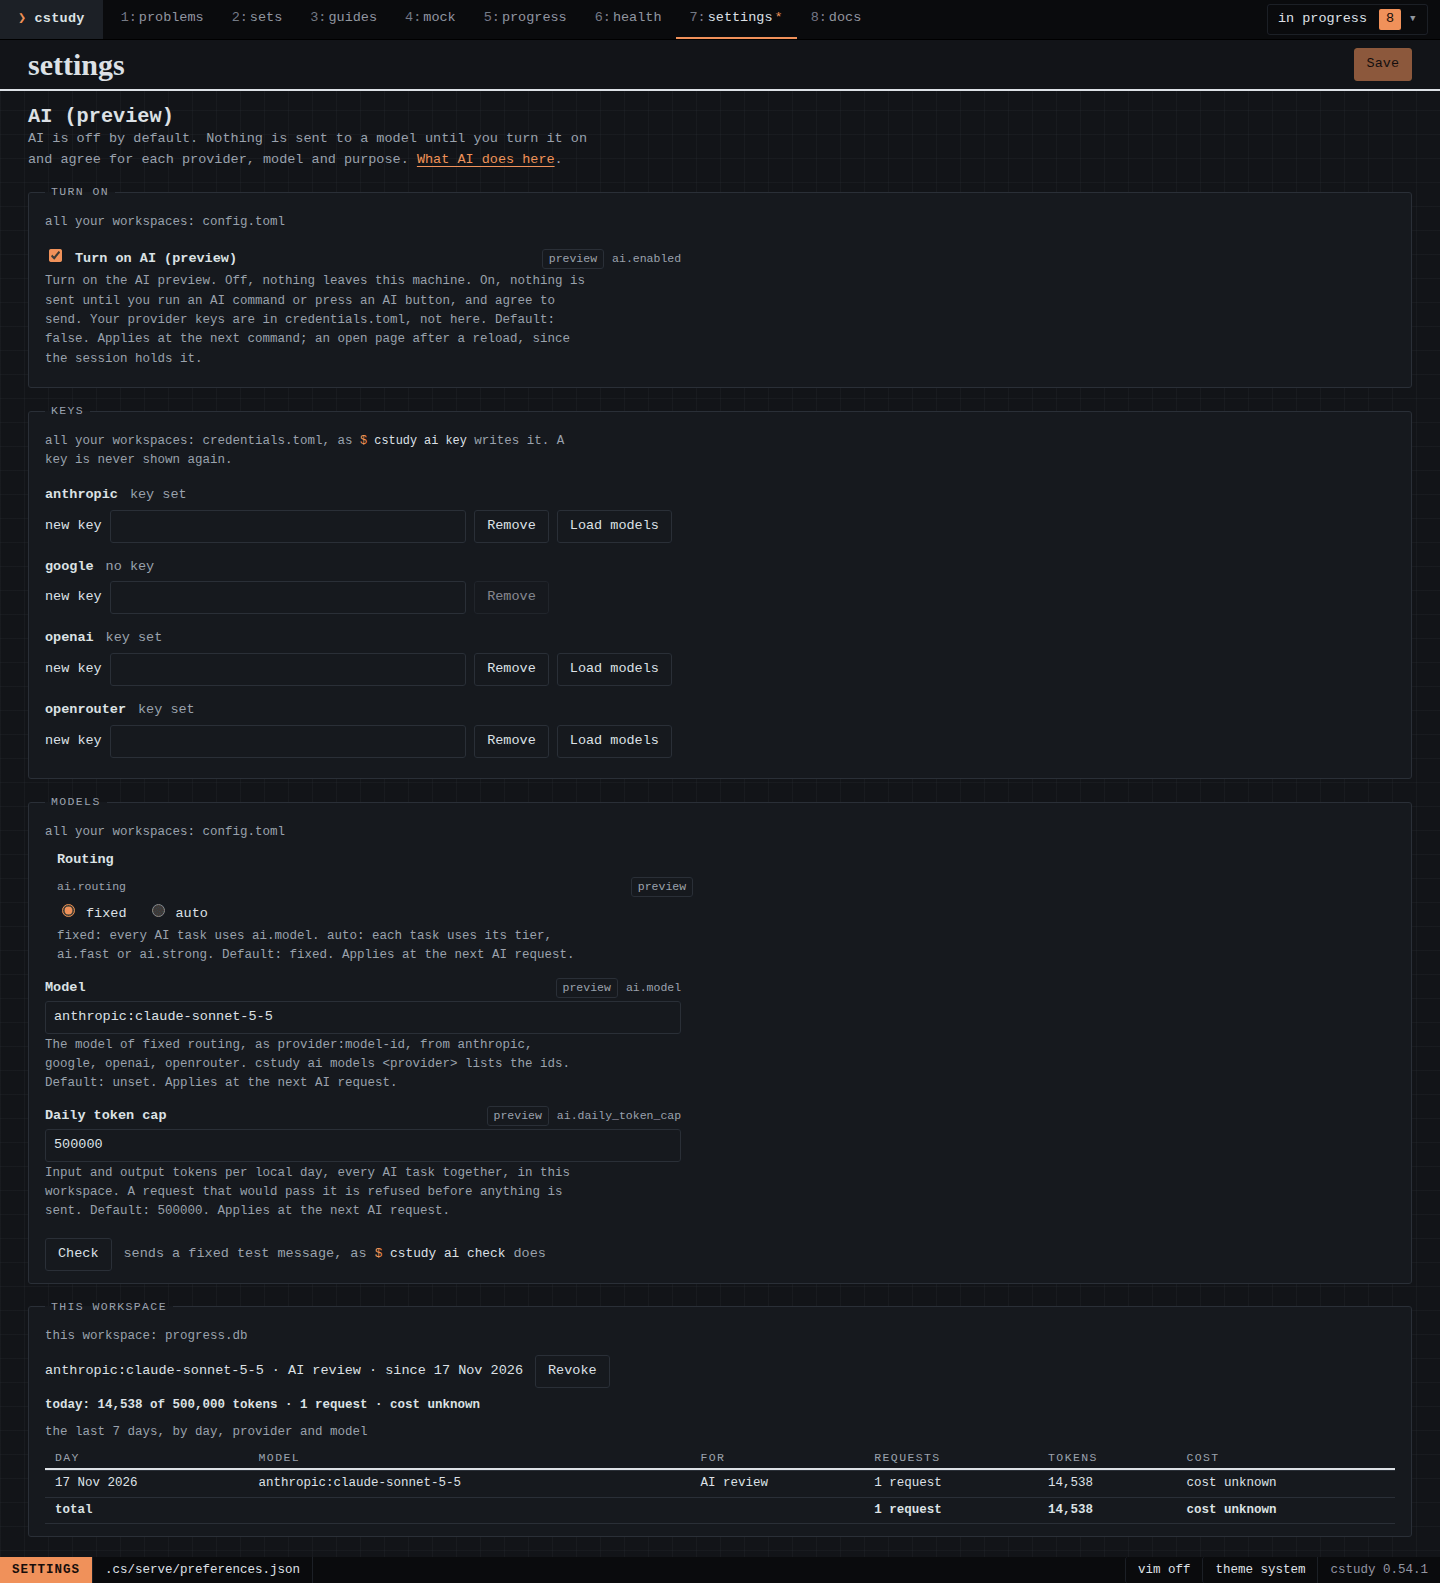 ❯ cstudy 1:problems 2:sets 3:guides 4:mock 5:progress 6:health 7:settings* 8:docs in progress 8 ▾
settings Save
AI (preview)
AI is off by default. Nothing is sent to a model until you turn it on
and agree for each provider, model and purpose. What AI does here.
TURN ON
all your workspaces: config.toml
Turn on AI (preview) preview ai.enabled
Turn on the AI preview. Off, nothing leaves this machine. On, nothing is
sent until you run an AI command or press an AI button, and agree to
send. Your provider keys are in credentials.toml, not here. Default:
false. Applies at the next command; an open page after a reload, since
the session holds it.
KEYS
all your workspaces: credentials.toml, as $ cstudy ai key writes it. A
key is never shown again.
anthropic key set
new key Remove Load models
google no key
new key Remove
openai key set
new key Remove Load models
openrouter key set
new key Remove Load models
MODELS
all your workspaces: config.toml
Routing
ai.routing preview
fixed auto
fixed: every AI task uses ai.model. auto: each task uses its tier,
ai.fast or ai.strong. Default: fixed. Applies at the next AI request.
Model preview ai.model
anthropic:claude-sonnet-5-5
The model of fixed routing, as provider:model-id, from anthropic,
google, openai, openrouter. cstudy ai models <provider> lists the ids.
Default: unset. Applies at the next AI request.
Daily token cap preview ai.daily_token_cap
500000
Input and output tokens per local day, every AI task together, in this
workspace. A request that would pass it is refused before anything is
sent. Default: 500000. Applies at the next AI request.
Check sends a fixed test message, as $ cstudy ai check does
THIS WORKSPACE
this workspace: progress.db
anthropic:claude-sonnet-5-5 · AI review · since 17 Nov 2026 Revoke
today: 14,538 of 500,000 tokens · 1 request · cost unknown
the last 7 days, by day, provider and model
DAY MODEL FOR REQUESTS TOKENS COST
17 Nov 2026 anthropic:claude-sonnet-5-5 AI review 1 request 14,538 cost unknown
total 1 request 14,538 cost unknown
SETTINGS .cs/serve/preferences.json vim off theme system cstudy 0.54.1